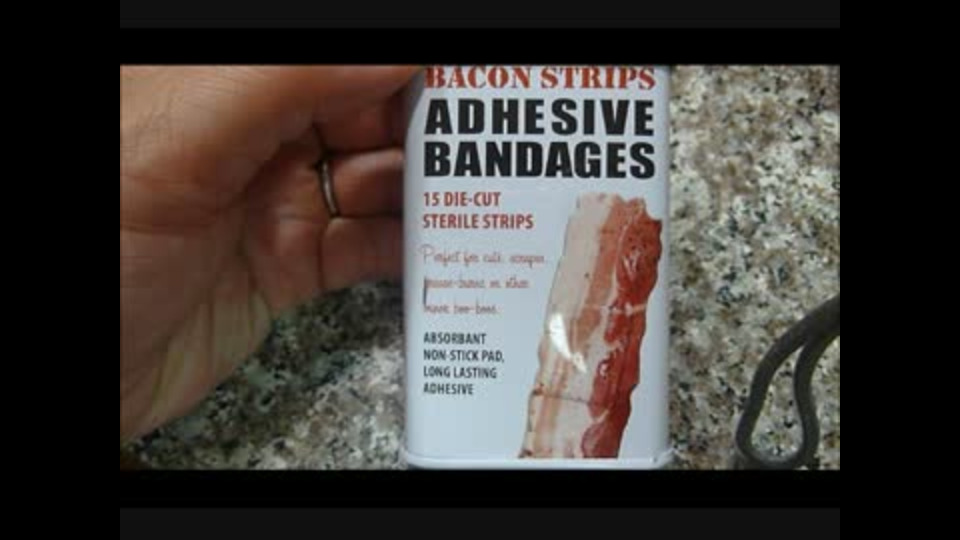 BACON STRIPS
ADHESIVE
BANDAGES
15 DIE-CUT
STERILE STRIPS
Perfect for cuts, scrapes,
grease-burns or other
minor boo-boos.
ABSORBANT
NON-STICK PAD,
LONG LASTING
ADHESIVE